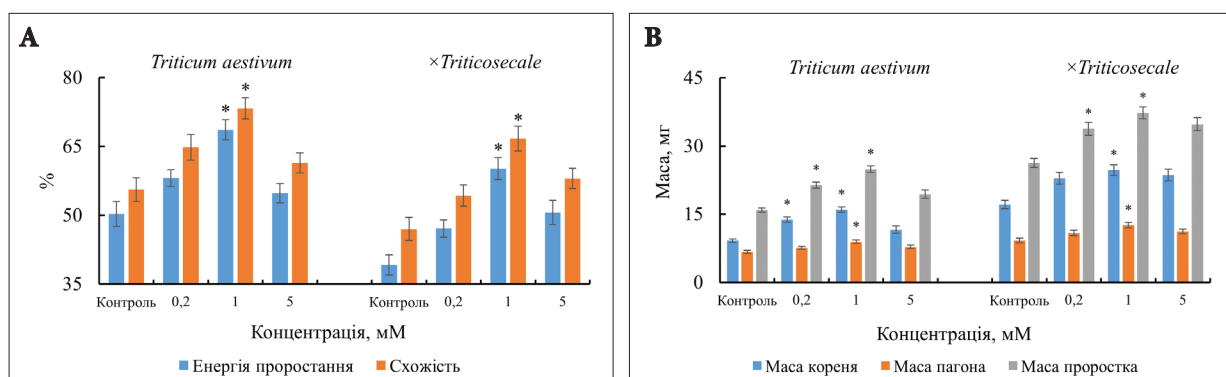 A
Triticum aestivum
×Triticosecale
80
65
50
35
%
* * * *
Контроль 0,2 1 5 Контроль 0,2 1 5
Концентрація, мМ
Енергія проростання Схожість
B
Triticum aestivum
×Triticosecale
45
30
15
0
Маса, мг
* * * * * * * *
Контроль 0,2 1 5 Контроль 0,2 1 5
Концентрація, мМ
Маса кореня Маса пагона Маса проростка